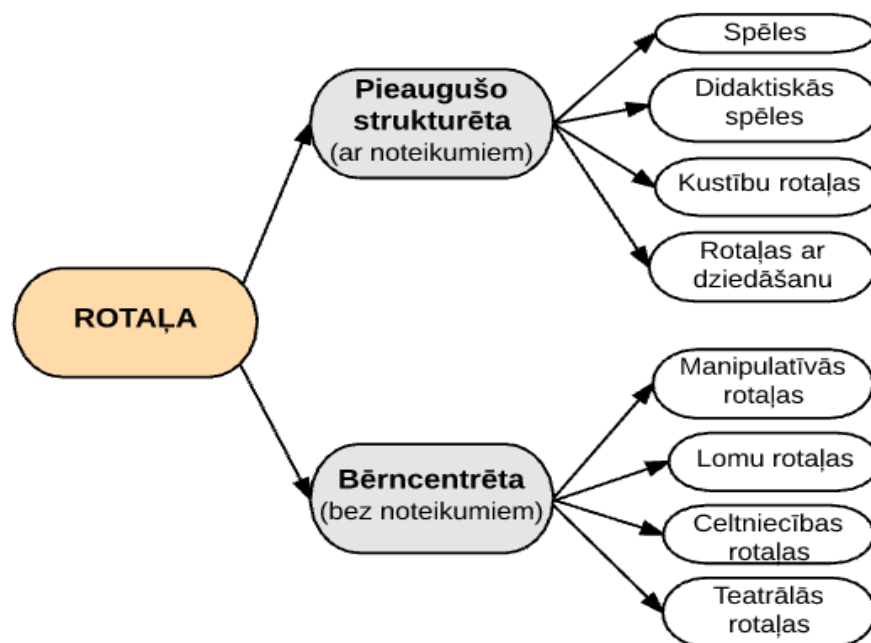 ROTAĻA
Pieaugušo
strukturēta
(ar noteikumiem)
Spēles
Didaktiskās
spēles
Kustību rotaļas
Rotaļas ar
dziedāšanu
Bērncentrēta
(bez noteikumiem)
Manipulatīvās
rotaļas
Lomu rotaļas
Celtniecības
rotaļas
Teatrālās
rotaļas